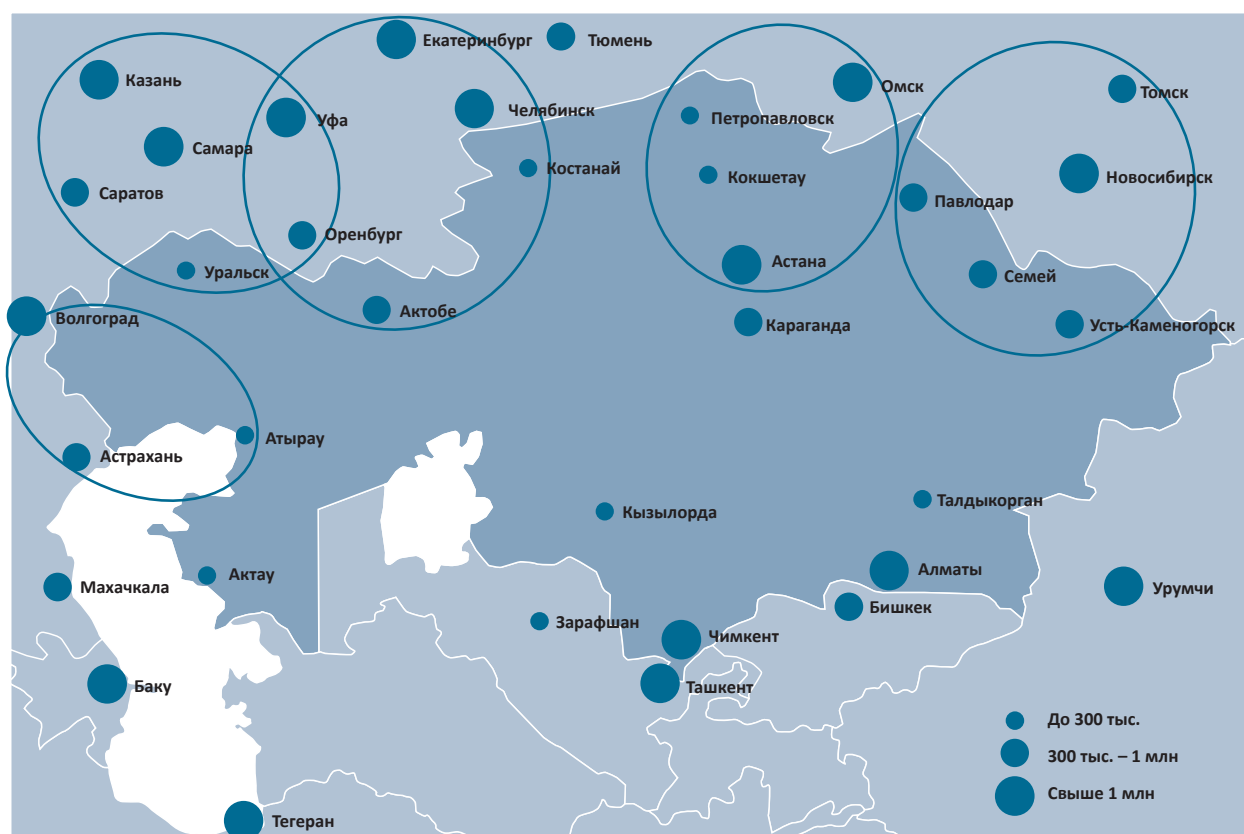 Екатеринбург
Тюмень
Казань
Омск
Томск
Челябинск
Уфа
Петропавловск
Самара
Костанай
Кокшетау
Новосибирск
Саратов
Павлодар
Оренбург
Уральск
Астана
Семей
Актобе
Волгоград
Караганда
Усть-Каменогорск
Атырау
Астрахань
Талдыкорган
Кызылорда
Актау
Алматы
Махачкала
Урумчи
Бишкек
Зарафшан
Чимкент
Баку
Ташкент
До 300 тыс.
300 тыс. – 1 млн
Свыше 1 млн
Тегеран